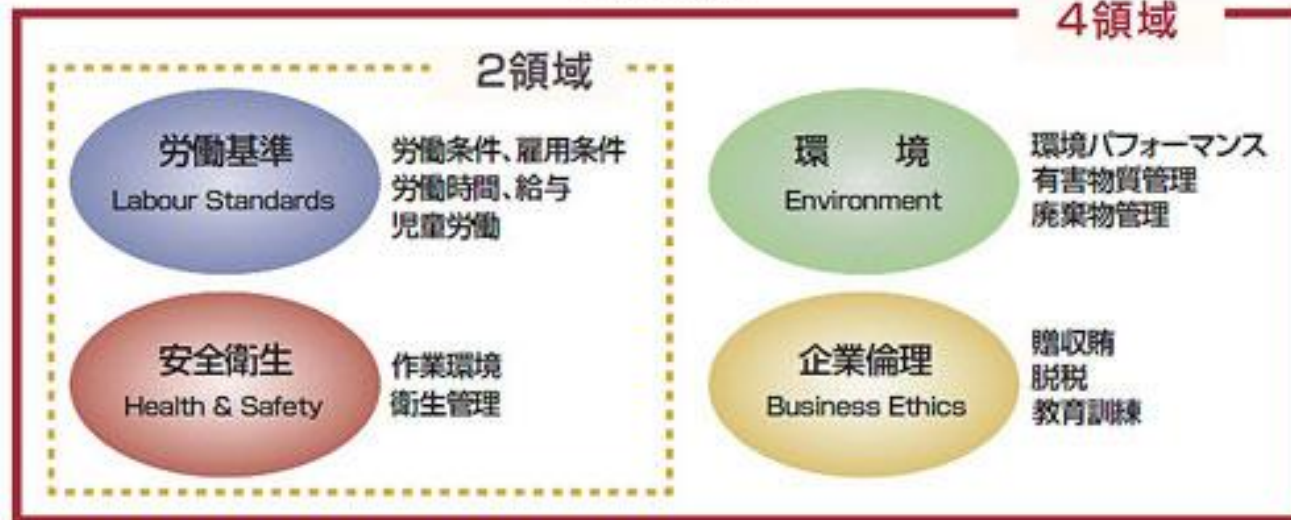 4領域
2領域
労働基準
Labour Standards
労働条件、雇用条件
労働時間、給与
児童労働
安全衛生
Health & Safety
作業環境
衛生管理
環 境
Environment
環境パフォーマンス
有害物質管理
廃棄物管理
企業倫理
Business Ethics
贈収賄
脱税
教育訓練